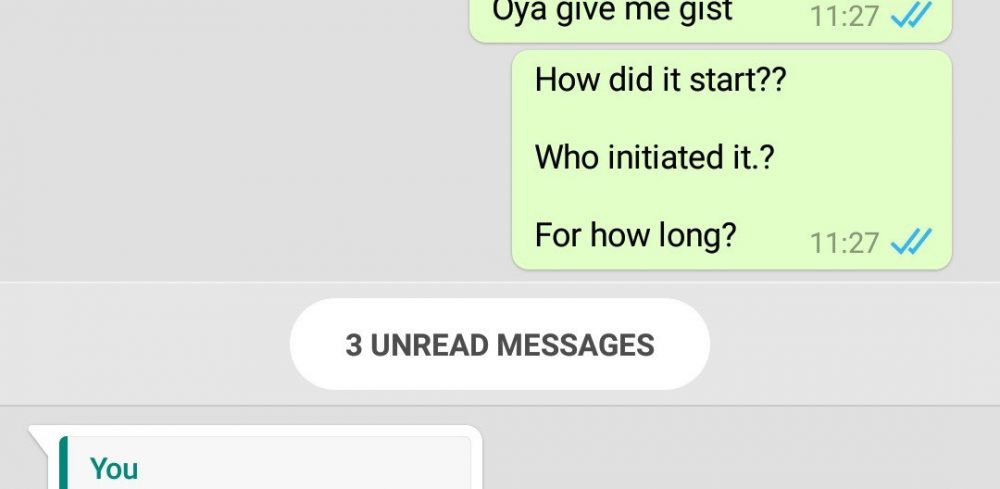 Oya give me gist 11:27
How did it start??
Who initiated it.?
For how long? 11:27
3 UNREAD MESSAGES
You